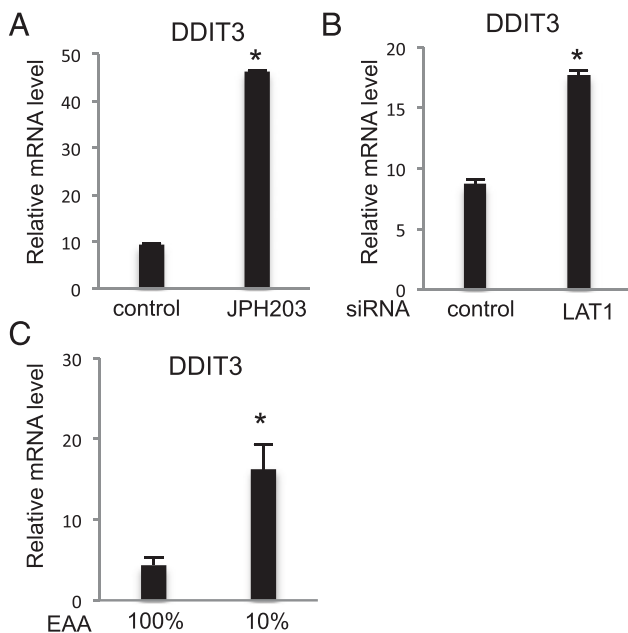 A
DDIT3
Relative mRNA level
50
40
30
20
10
0
*
control
JPH203
B
DDIT3
Relative mRNA level
20
15
10
5
0
*
siRNA
control
LAT1
C
DDIT3
Relative mRNA level
30
20
10
0
*
EAA
100%
10%